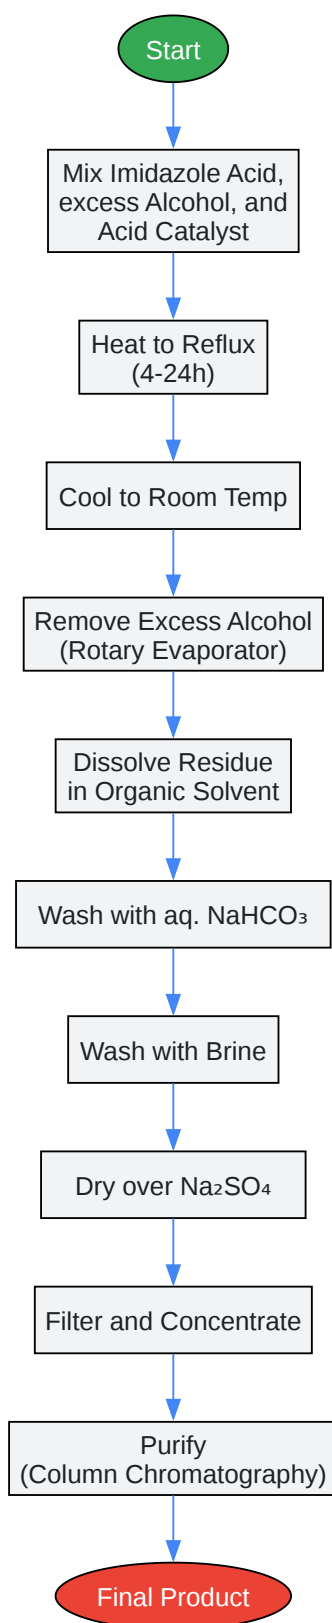 Start
Mix Imidazole Acid,
excess Alcohol, and
Acid Catalyst
Heat to Reflux
(4-24h)
Cool to Room Temp
Remove Excess Alcohol
(Rotary Evaporator)
Dissolve Residue
in Organic Solvent
Wash with aq. NaHCO₃
Wash with Brine
Dry over Na₂SO₄
Filter and Concentrate
Purify
(Column Chromatography)
Final Product